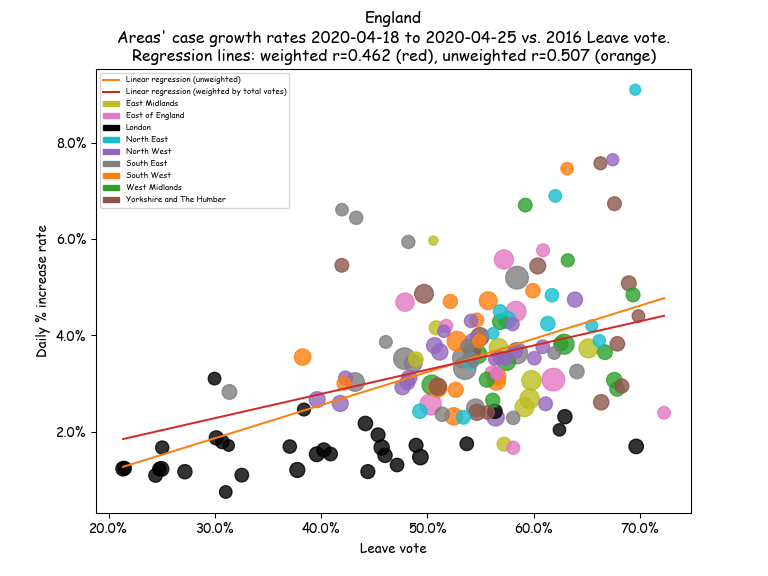 England
Areas' case growth rates 2020-04-18 to 2020-04-25 vs. 2016 Leave vote.
Regression lines: weighted r=0.462 (red), unweighted r=0.507 (orange)
Linear regression (unweighted)
Linear regression (weighted by total votes)
East Midlands
East of England
London
North East
North West
South East
South West
West Midlands
Yorkshire and The Humber
Daily % increase rate
8.0%
6.0%
4.0%
2.0%
20.0% 30.0% 40.0% 50.0% 60.0% 70.0%
Leave vote